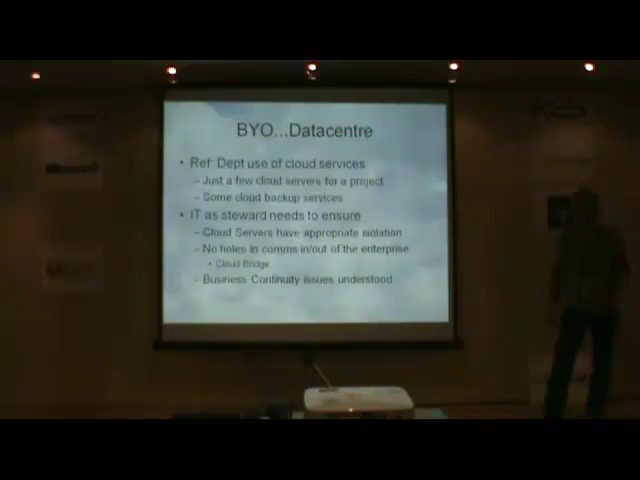 BYO...Datacentre
• Ref: Dept use of cloud services
– Just a few cloud servers for a project
– Some cloud backup services
• IT as steward needs to ensure
– Cloud Servers have appropriate isolation
– No holes in comms in/out of the enterprise
• Cloud Bridge
– Business Continuity issues understood